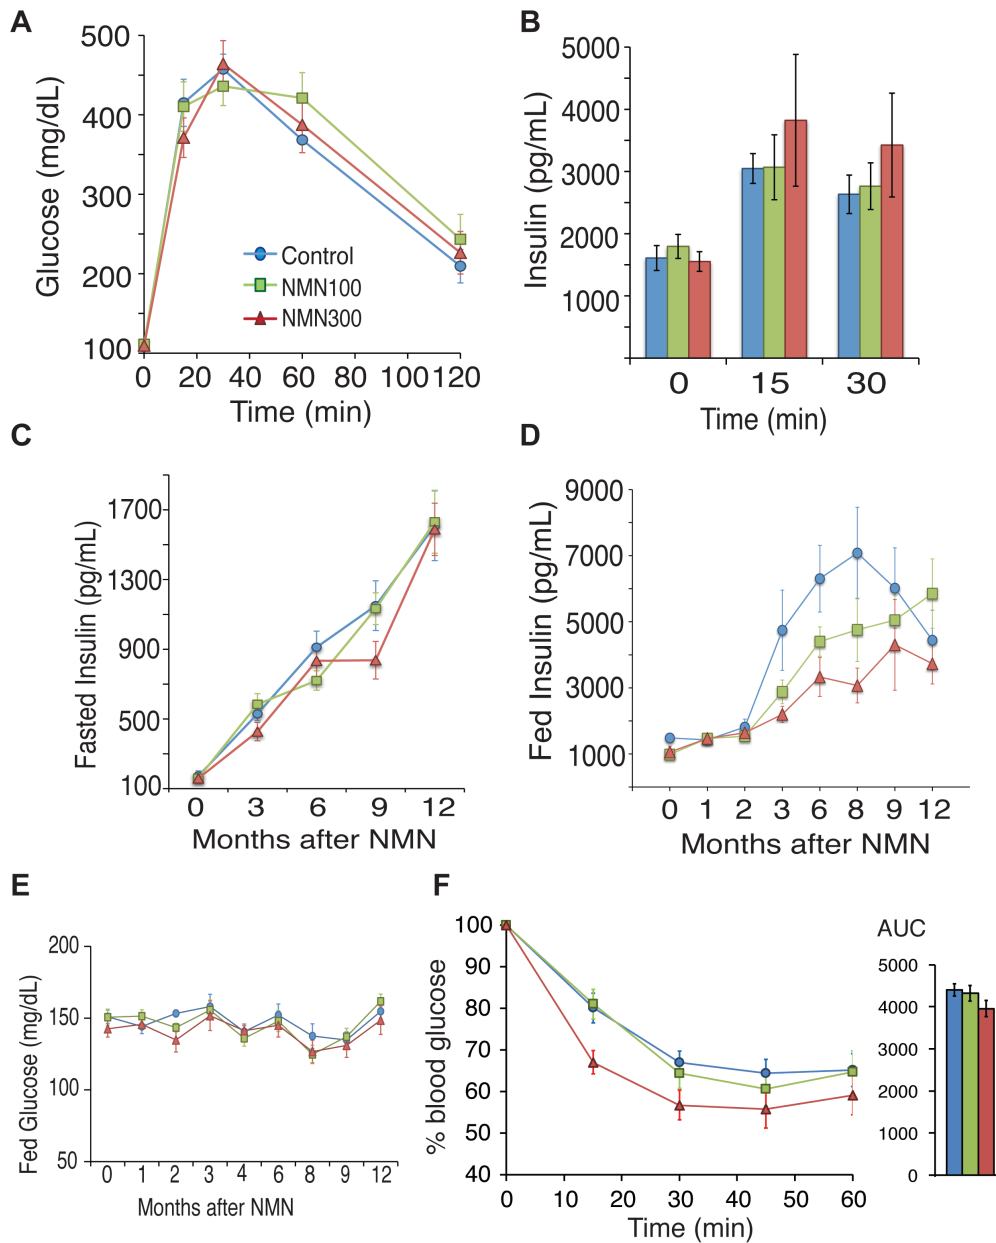 A
500
400
300
200
100
Glucose (mg/dL)
Control
NMN100
NMN300
0 20 40 60 80 100 120
Time (min)
B
5000
4000
3000
2000
1000
Insulin (pg/mL)
0 15 30
Time (min)
C
1700
1300
900
500
100
Fasted Insulin (pg/mL)
0 3 6 9 12
Months after NMN
D
9000
7000
5000
3000
1000
Fed Insulin (pg/mL)
0 1 2 3 6 8 9 12
Months after NMN
E
200
150
100
50
Fed Glucose (mg/dL)
0 1 2 3 4 6 8 9 12
Months after NMN
F
100
90
80
70
60
50
40
% blood glucose
0 10 20 30 40 50 60
Time (min)
AUC
5000
4000
3000
2000
1000
0